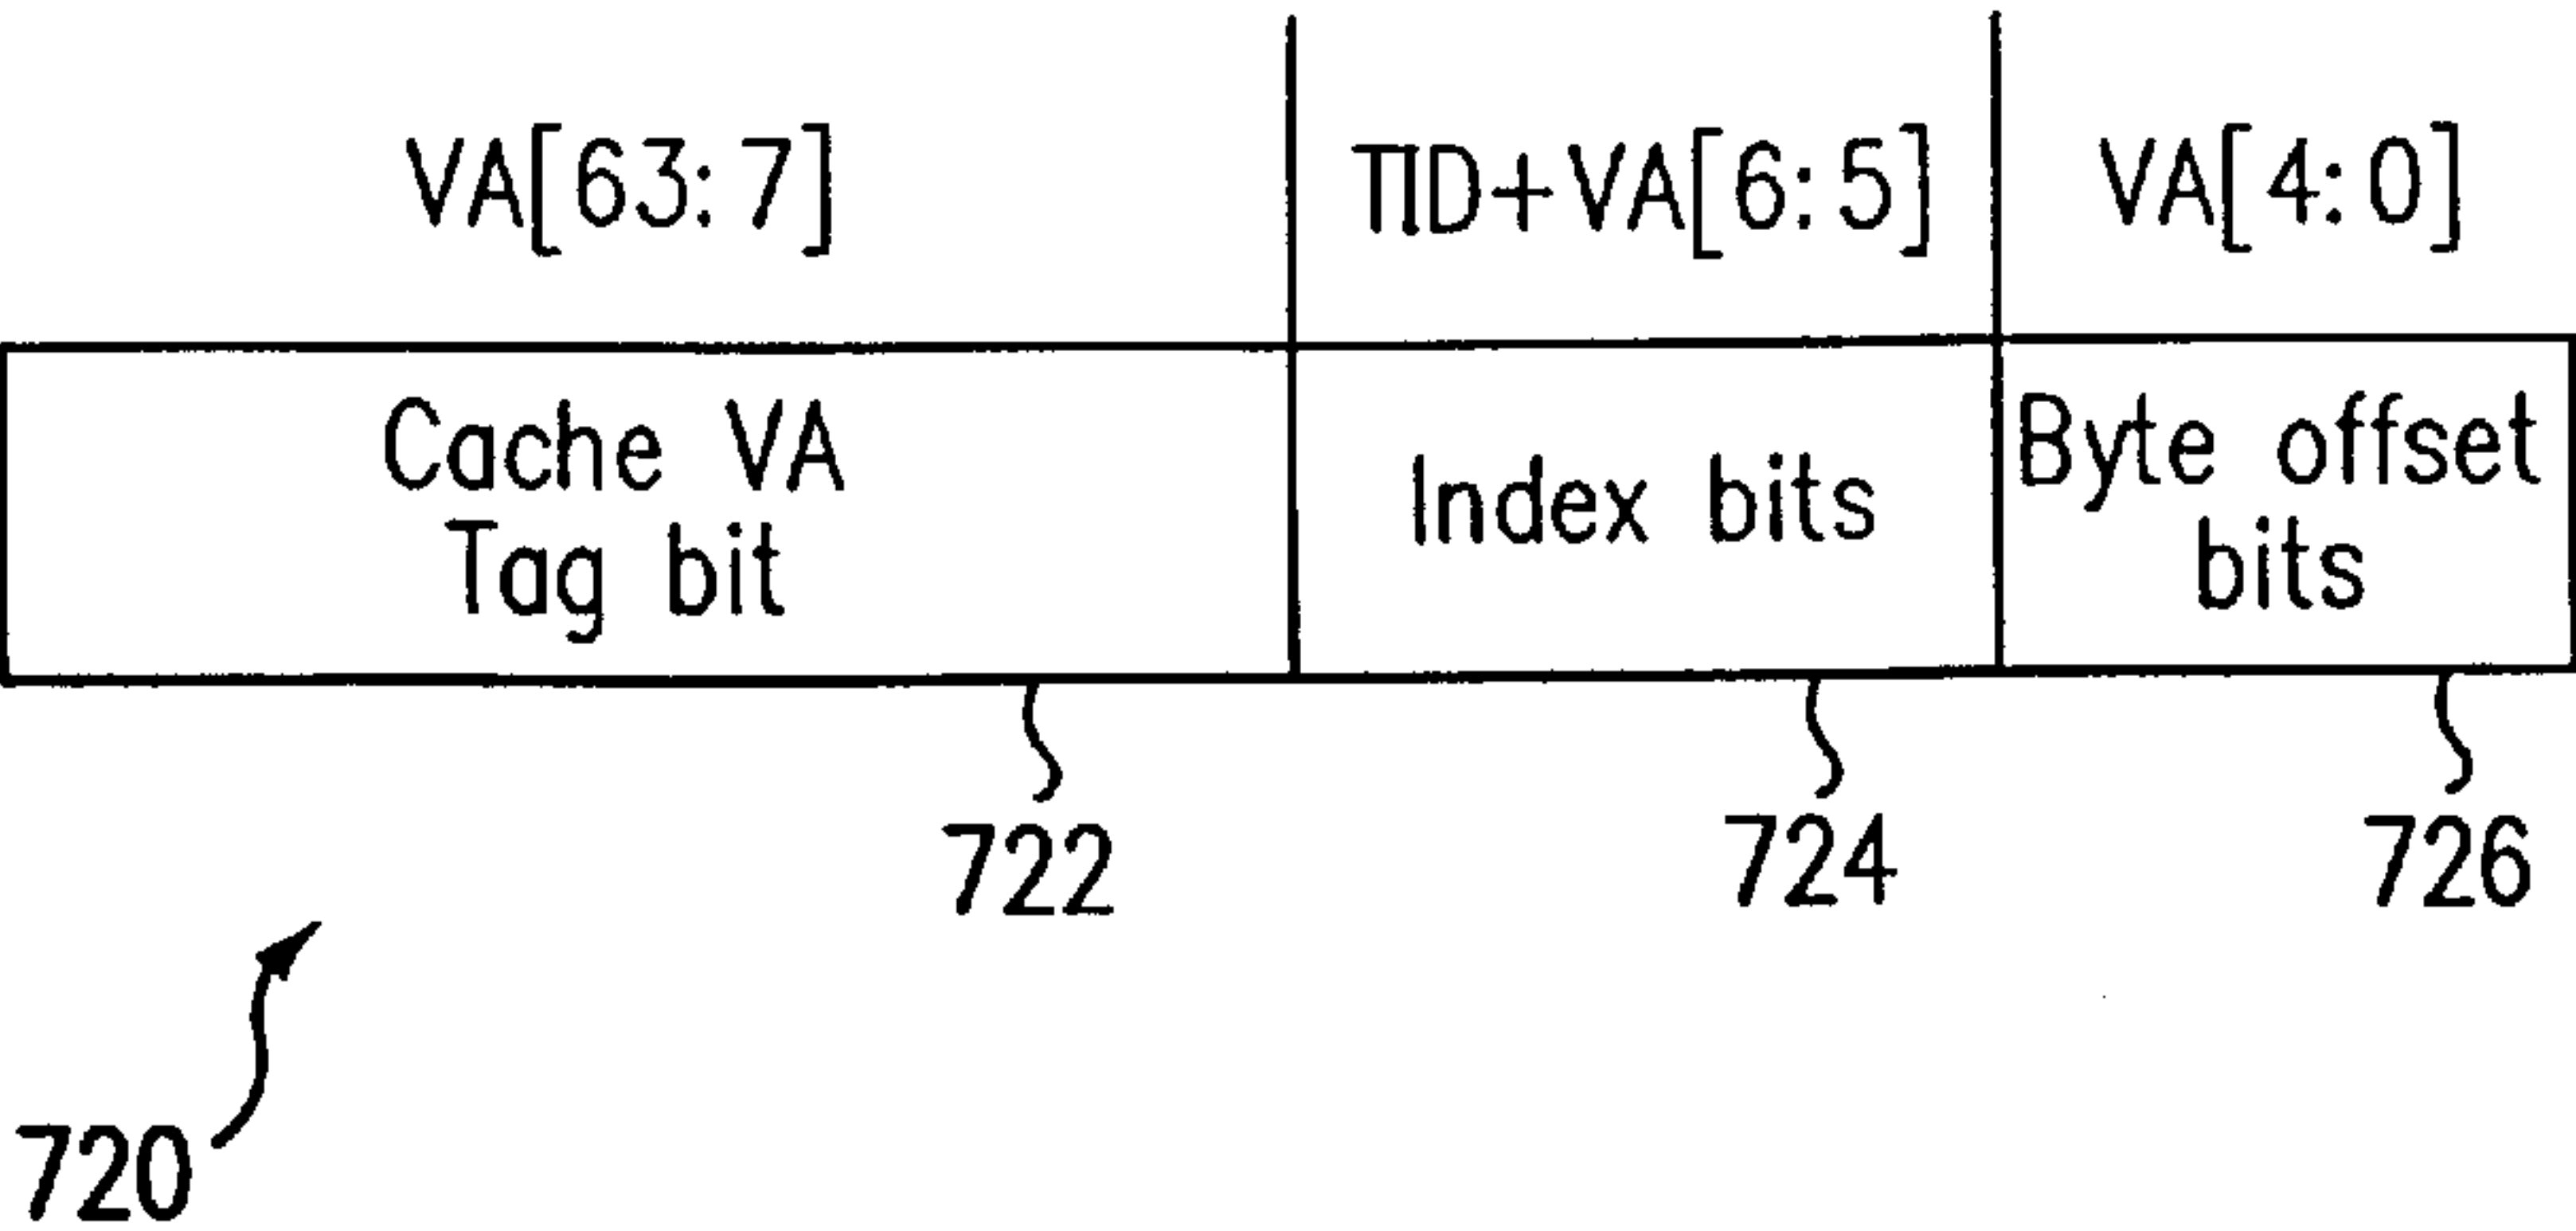 VA[63:7]
TID+VA[6:5]
VA[4:0]
Cache VA
Tag bit
Index bits
Byte offset
bits
722
724
726
720